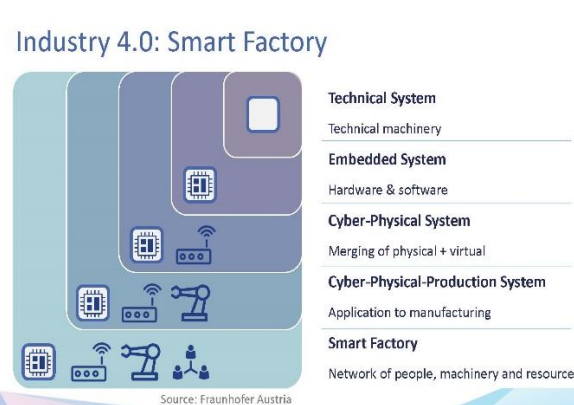 Industry 4.0: Smart Factory
Technical System
Technical machinery
Embedded System
Hardware & software
Cyber-Physical System
Merging of physical + virtual
Cyber-Physical-Production System
Application to manufacturing
Smart Factory
Network of people, machinery and resource
Source: Fraunhofer Austria